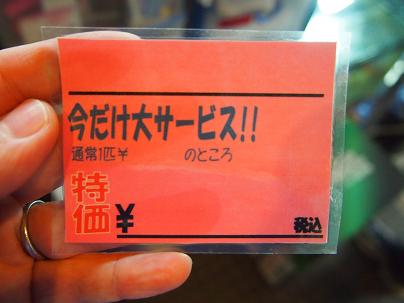 今だけ大サービス!!
通常1匹¥ のところ
特価 ¥ 税込